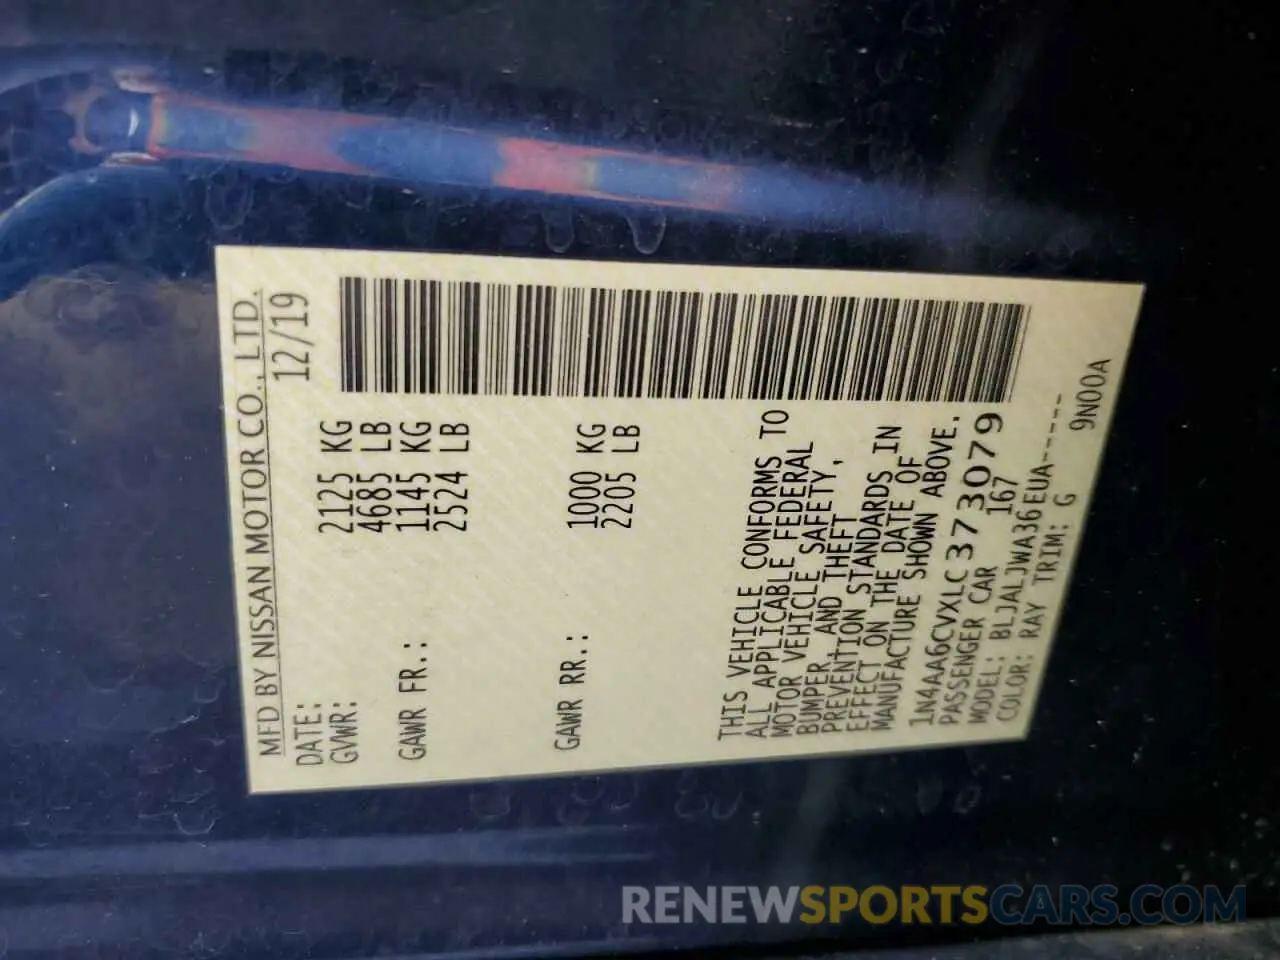 MFD BY NISSAN MOTOR CO., LTD.
DATE: 12/19
GVWR: 2125 KG
4685 LB
GAWR FR.: 1145 KG
2524 LB
GAWR RR.: 1000 KG
2205 LB
THIS VEHICLE CONFORMS TO
ALL APPLICABLE FEDERAL
MOTOR VEHICLE SAFETY,
BUMPER, AND THEFT
PREVENTION STANDARDS IN
EFFECT ON THE DATE OF
MANUFACTURE SHOWN ABOVE.
1N4AA6CVXLC373079
PASSENGER CAR 167
MODEL: BLJALJWA36EUA-----
COLOR: RAY TRIM: G
9N00A
RENEWSPORTSCARS.COM